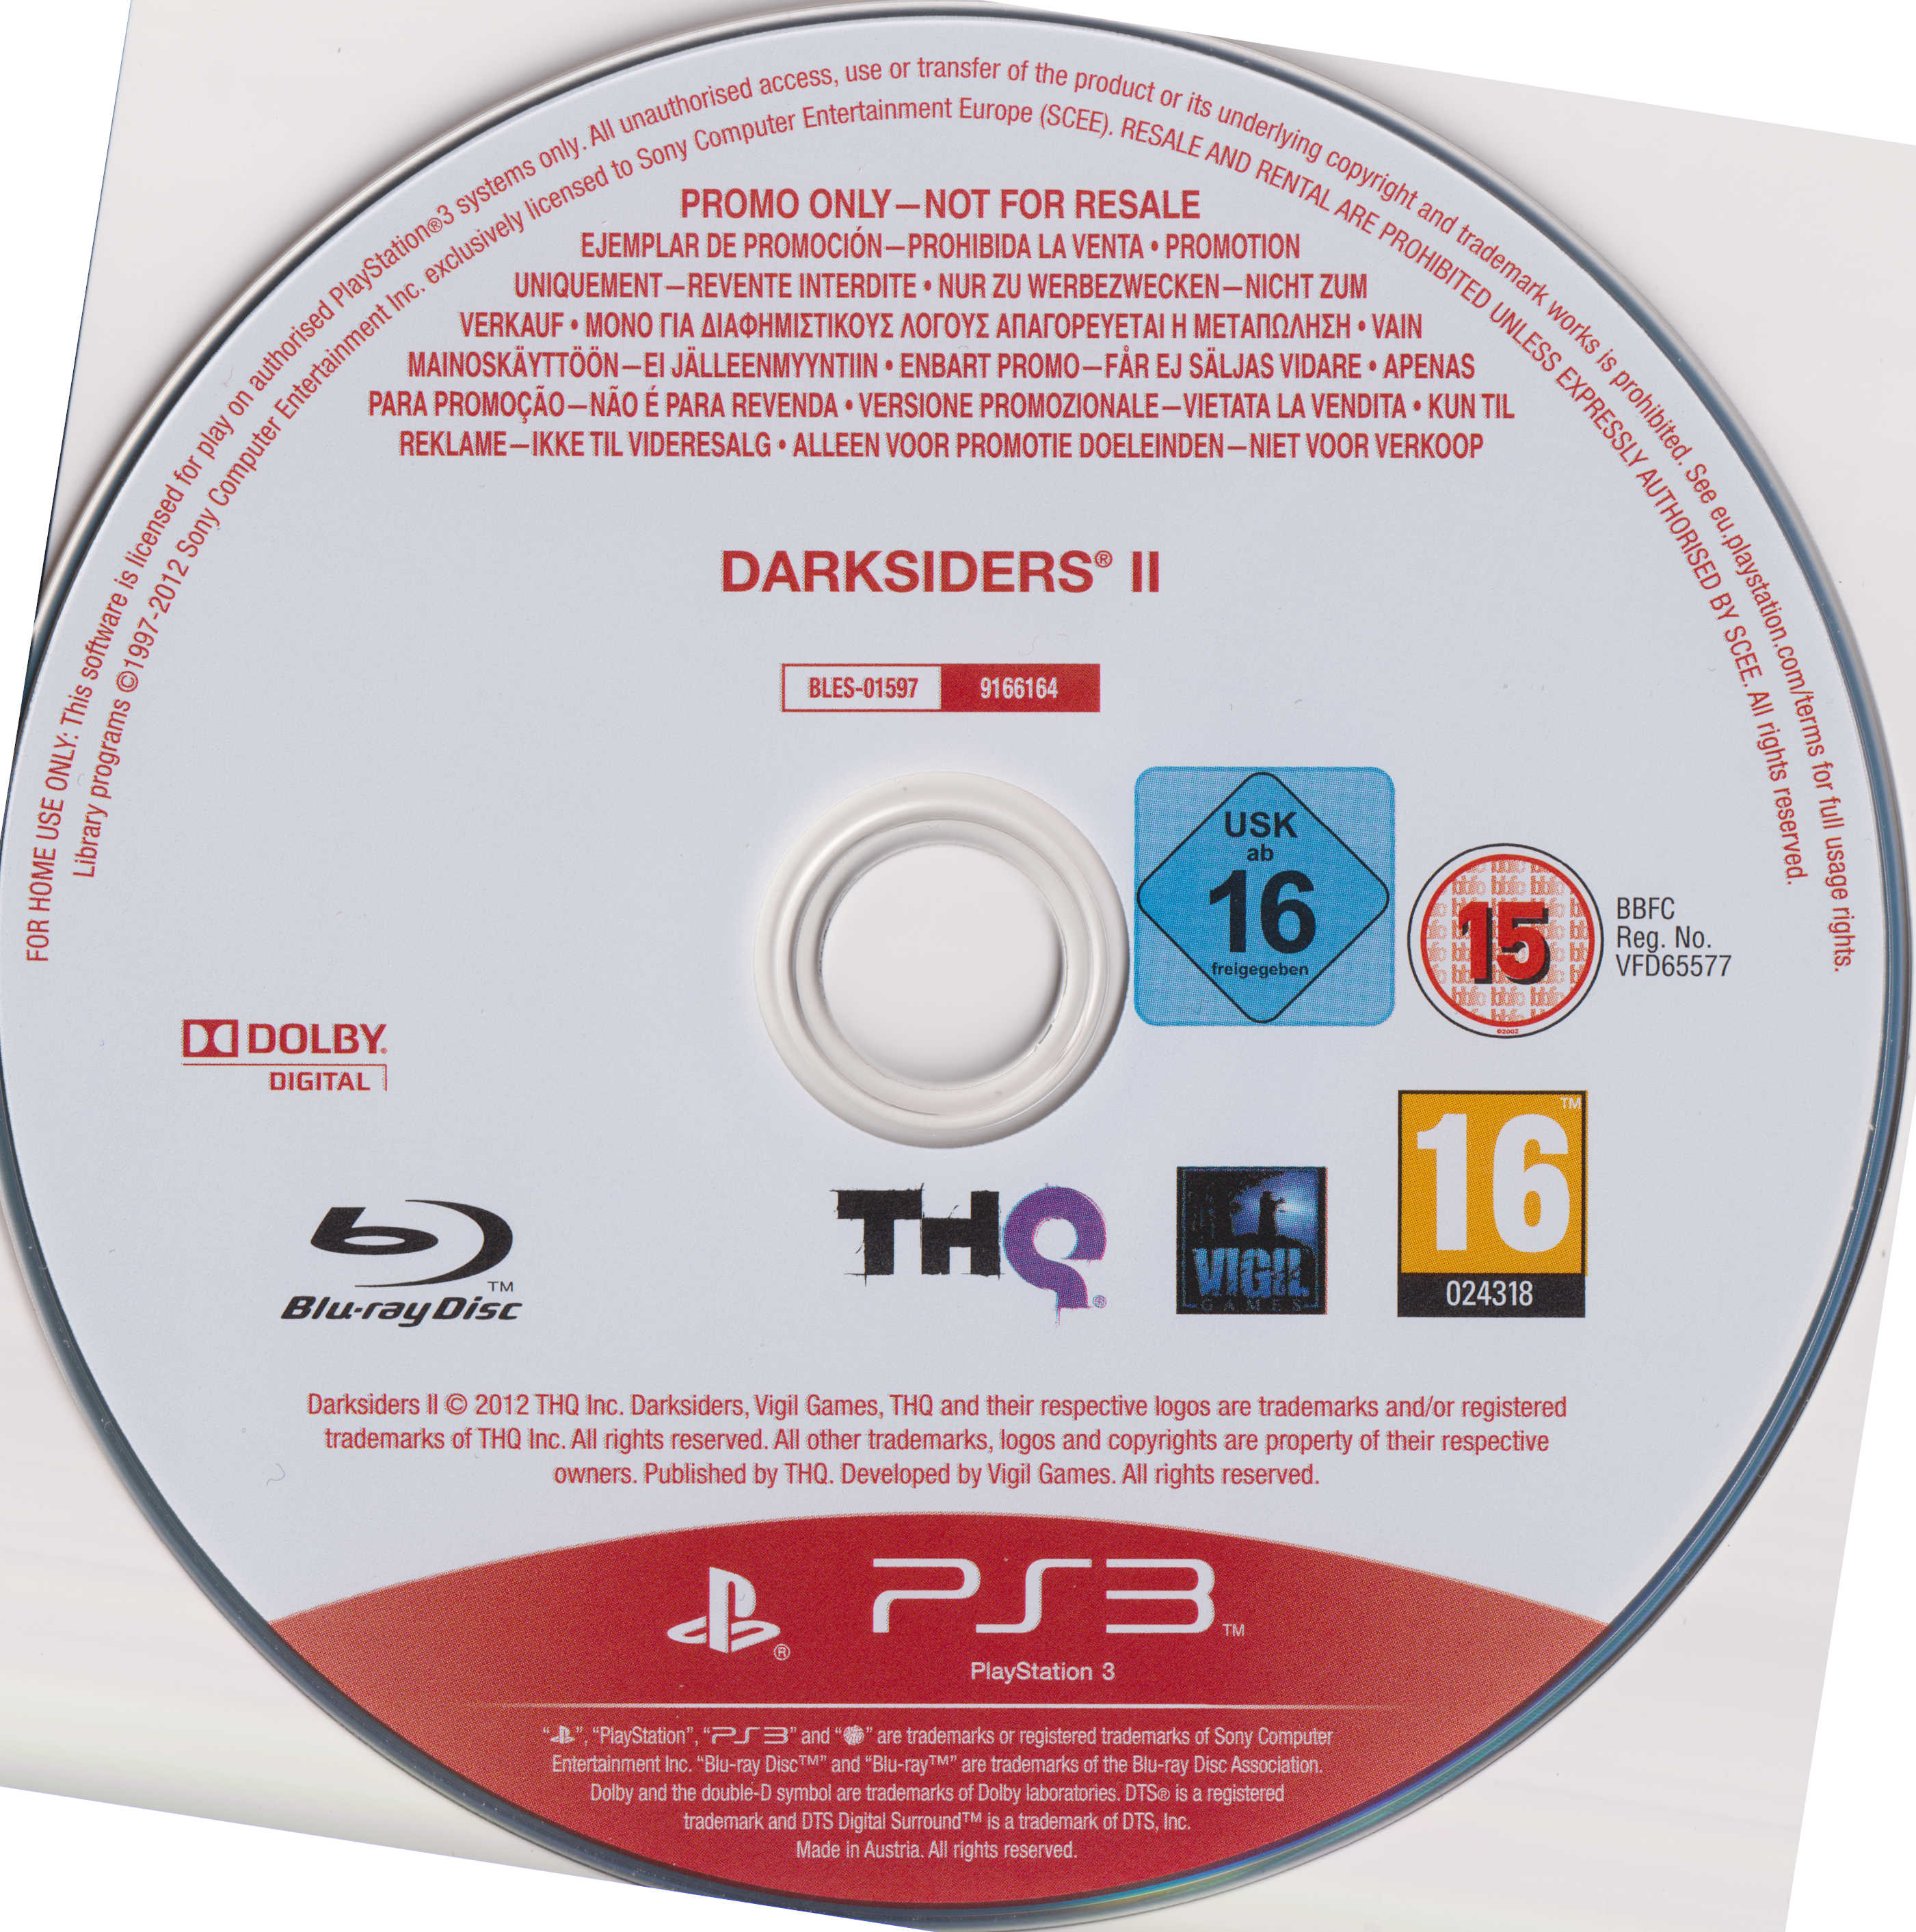 FOR HOME USE ONLY: This software is licensed for play on authorised PlayStation®3 systems only. All unauthorised access, use or transfer of the product or its underlying copyright and trademark works is prohibited. See eu.playstation.com/terms for full usage rights.
Library programs ©1997-2012 Sony Computer Entertainment Inc. exclusively licensed to Sony Computer Entertainment Europe (SCEE). RESALE AND RENTAL ARE PROHIBITED UNLESS EXPRESSLY AUTHORISED BY SCEE. All rights reserved.
PROMO ONLY—NOT FOR RESALE
EJEMPLAR DE PROMOCIÓN—PROHIBIDA LA VENTA • PROMOTION
UNIQUEMENT—REVENTE INTERDITE • NUR ZU WERBEZWECKEN—NICHT ZUM
VERKAUF • ΜΟΝΟ ΓΙΑ ΔΙΑΦΗΜΙΣΤΙΚΟΥΣ ΛΟΓΟΥΣ ΑΠΑΓΟΡΕΥΕΤΑΙ Η ΜΕΤΑΠΩΛΗΣΗ • VAIN
MAINOSKÄYTTÖÖN—EI JÄLLEENMYYNTIIN • ENBART PROMO—FÅR EJ SÄLJAS VIDARE • APENAS
PARA PROMOÇÃO—NÃO É PARA REVENDA • VERSIONE PROMOZIONALE—VIETATA LA VENDITA • KUN TIL
REKLAME—IKKE TIL VIDERESALG • ALLEEN VOOR PROMOTIE DOELEINDEN—NIET VOOR VERKOOP
DARKSIDERS® II
BLES-01597 9166164
USK
ab
16
freigegeben
15
©2002
BBFC
Reg. No.
VFD65577
DOLBY®
DIGITAL
16™
024318
Blu-ray Disc™
THQ®
VIGIL
GAMES
Darksiders II © 2012 THQ Inc. Darksiders, Vigil Games, THQ and their respective logos are trademarks and/or registered
trademarks of THQ Inc. All rights reserved. All other trademarks, logos and copyrights are property of their respective
owners. Published by THQ. Developed by Vigil Games. All rights reserved.
® PS3™
PlayStation 3
“ ”, “PlayStation”, “PS3” and “ ” are trademarks or registered trademarks of Sony Computer
Entertainment Inc. “Blu-ray Disc™” and “Blu-ray™” are trademarks of the Blu-ray Disc Association.
Dolby and the double-D symbol are trademarks of Dolby laboratories. DTS® is a registered
trademark and DTS Digital Surround™ is a trademark of DTS, Inc.
Made in Austria. All rights reserved.